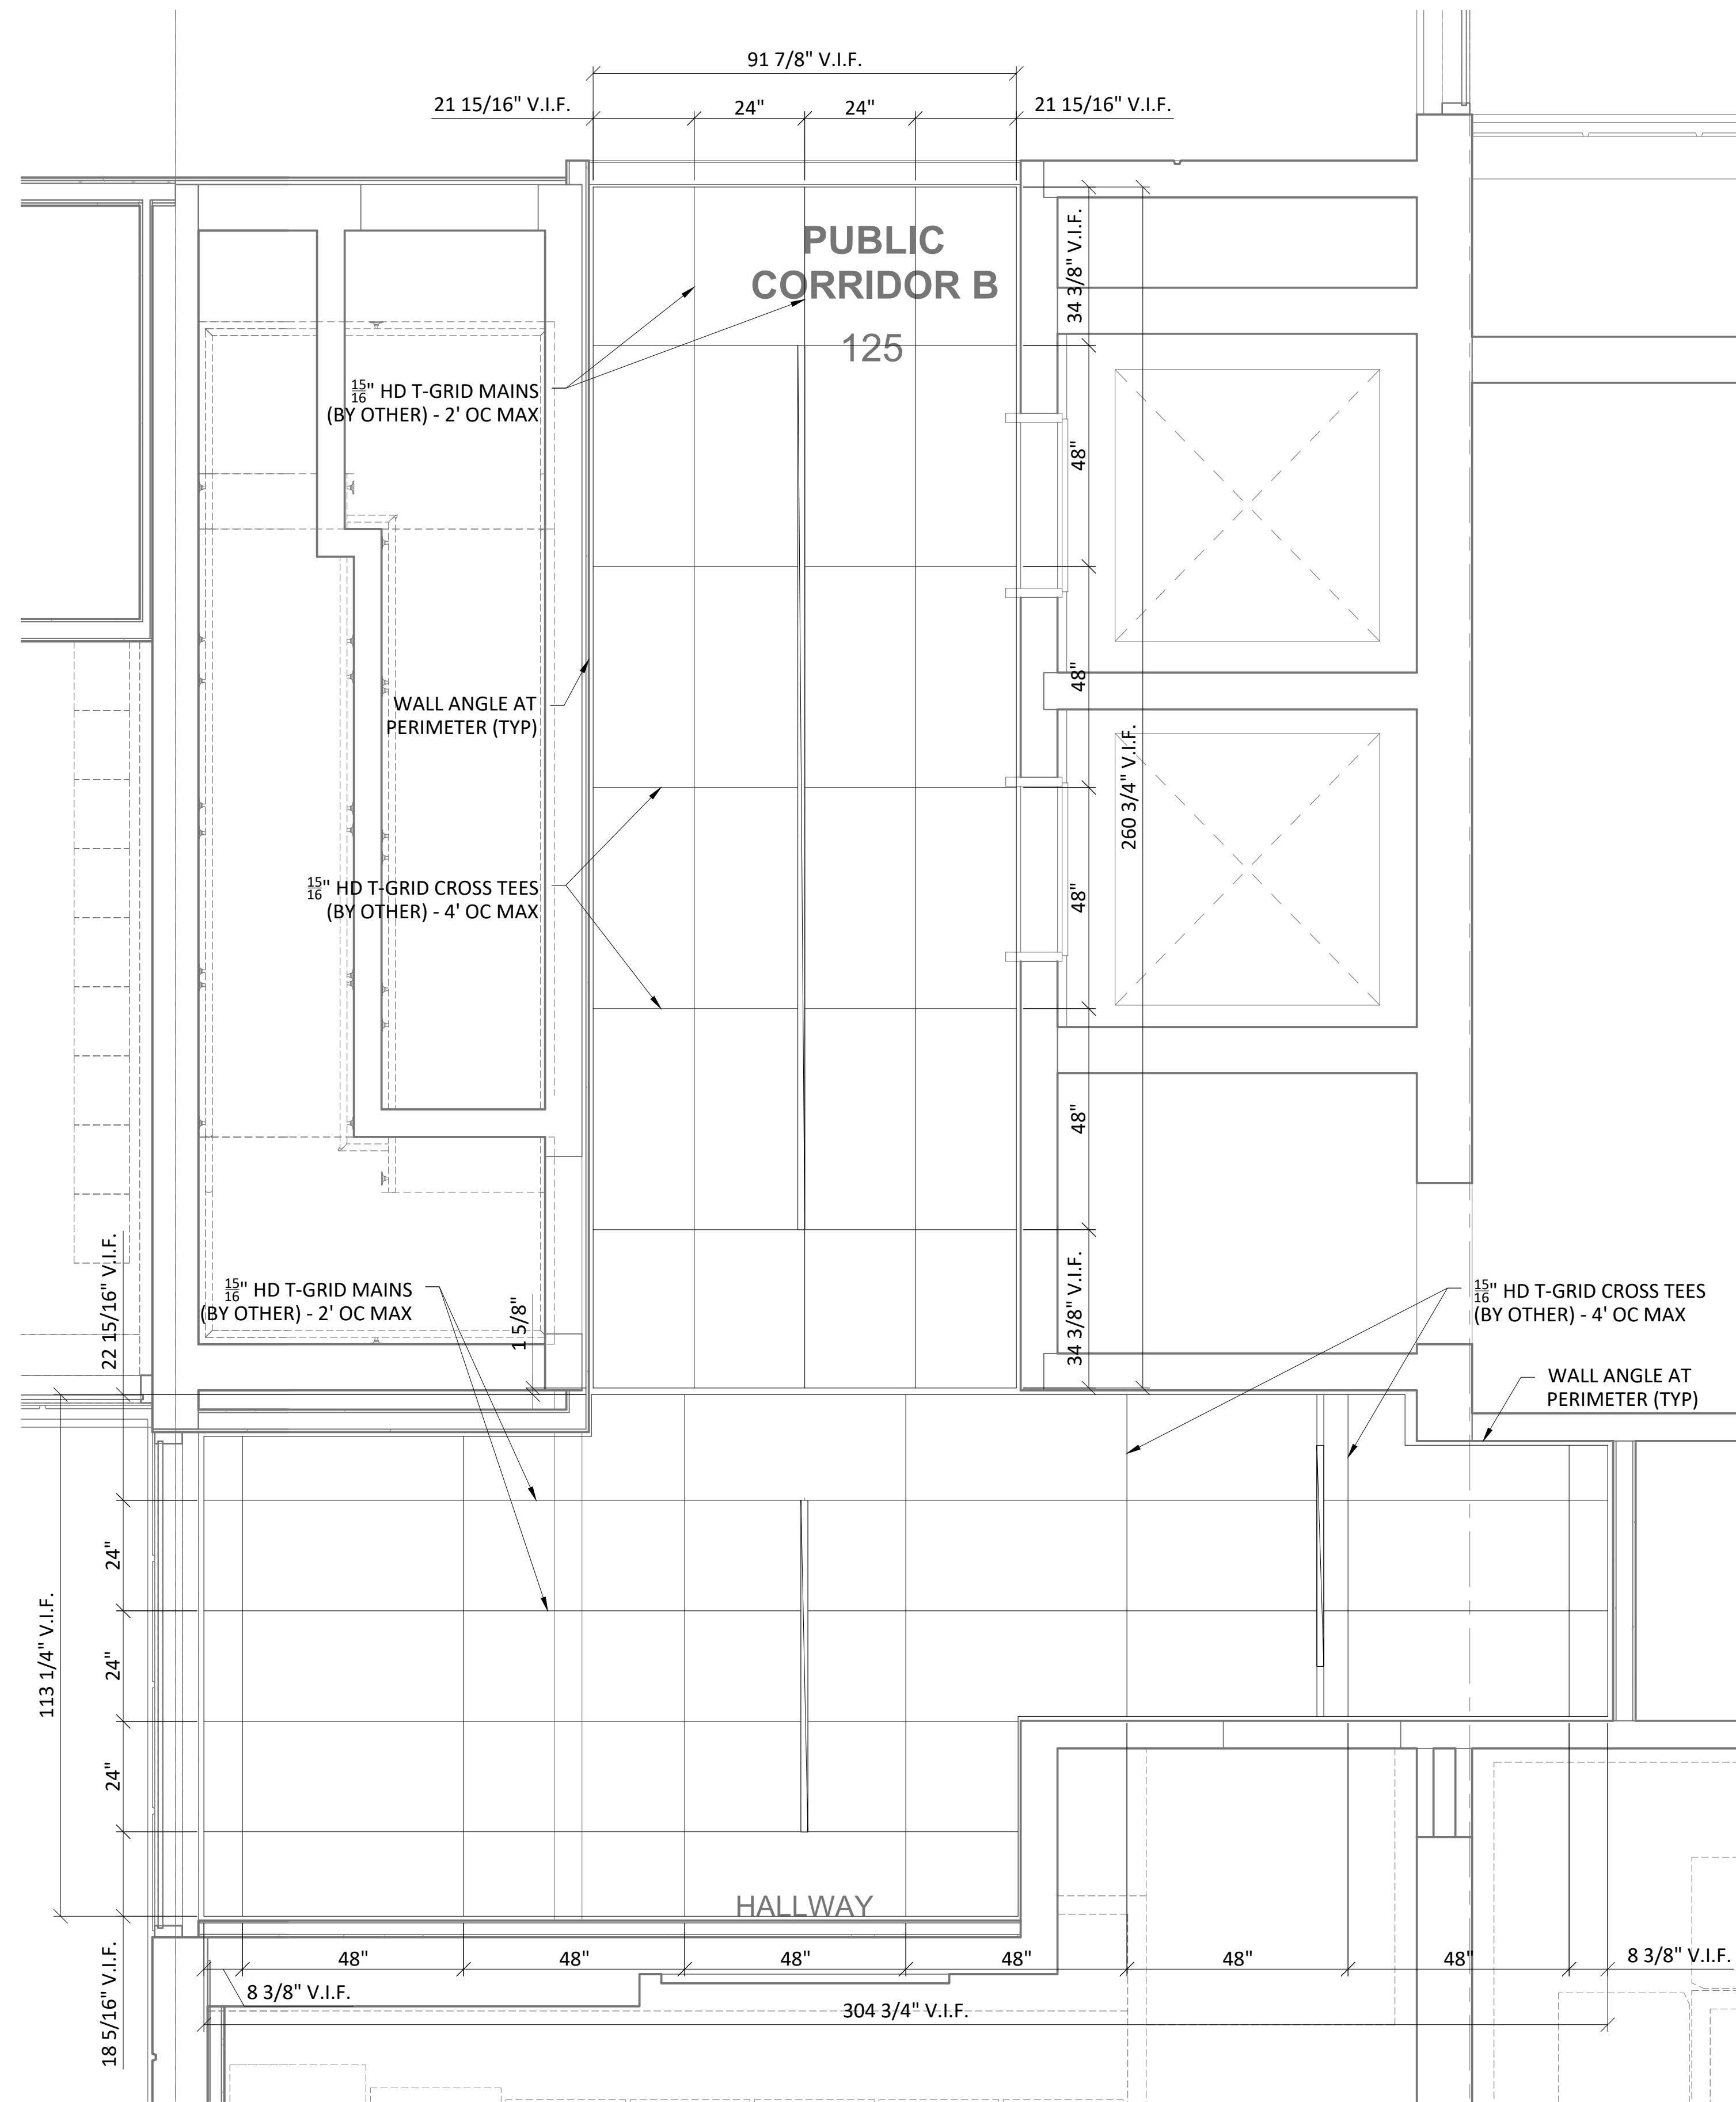 91 7/8" V.I.F.
21 15/16" V.I.F.
24"
24"
21 15/16" V.I.F.
PUBLIC
CORRIDOR B
125
34 3/8" V.I.F.
15/16" HD T-GRID MAINS
(BY OTHER) - 2' OC MAX
48"
WALL ANGLE AT
PERIMETER (TYP)
48"
260 3/4" V.I.F.
15/16" HD T-GRID CROSS TEES
(BY OTHER) - 4' OC MAX
48"
48"
22 15/16" V.I.F.
15/16" HD T-GRID MAINS
(BY OTHER) - 2' OC MAX
1 5/8"
34 3/8" V.I.F.
15/16" HD T-GRID CROSS TEES
(BY OTHER) - 4' OC MAX
WALL ANGLE AT
PERIMETER (TYP)
24"
113 1/4" V.I.F.
24"
24"
HALLWAY
18 5/16" V.I.F.
48"
48"
48"
48"
48"
48"
8 3/8" V.I.F.
8 3/8" V.I.F.
304 3/4" V.I.F.